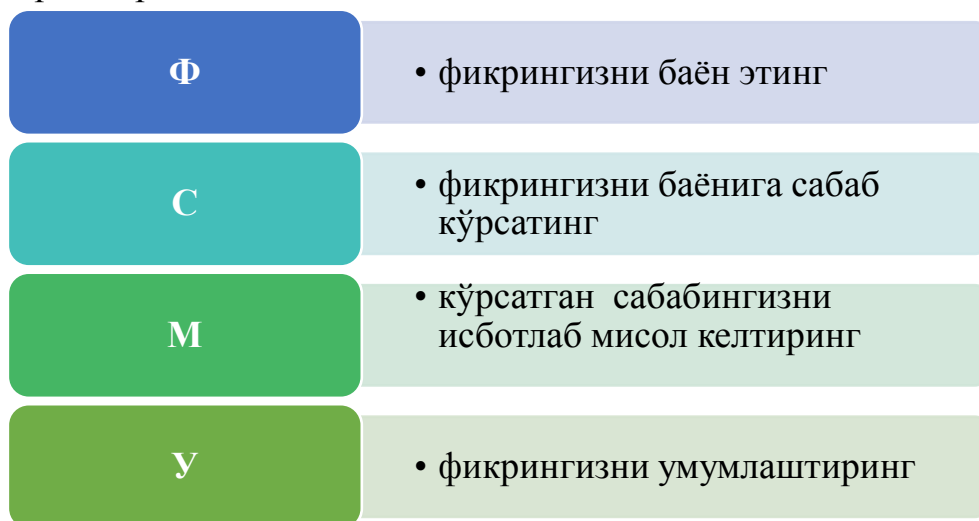 Ф
• фикрингизни баён этинг
С
• фикрингизни баёнига сабаб
кўрсатинг
М
• кўрсатган сабабингизни
исботлаб мисол келтиринг
У
• фикрингизни умумлаштиринг